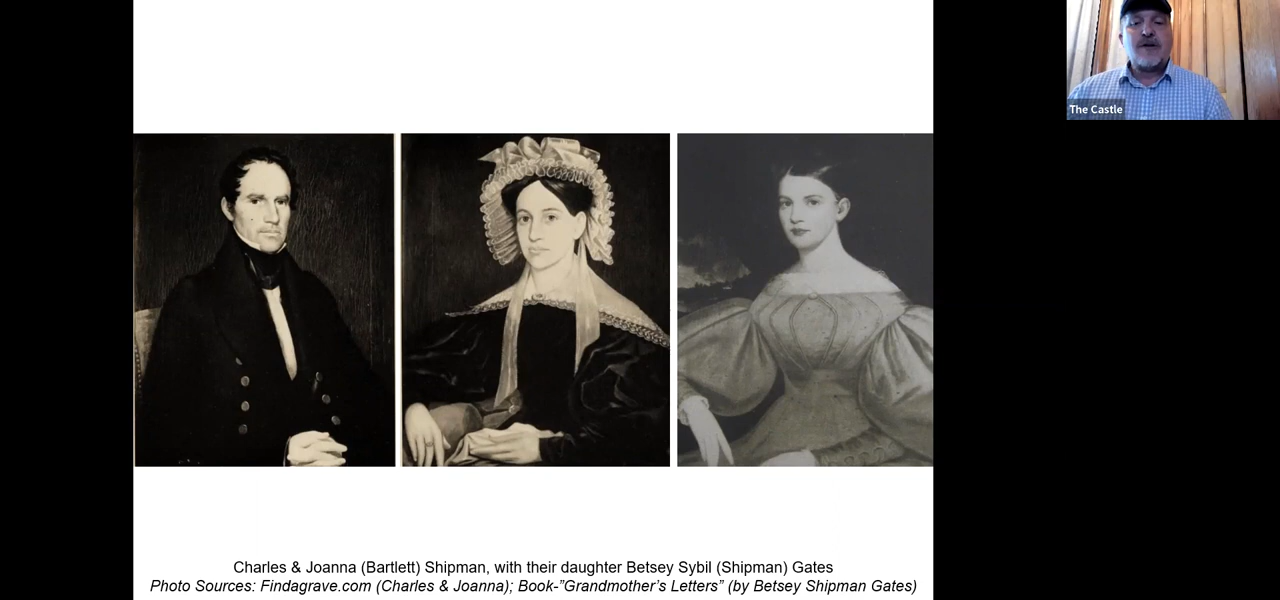 The Castle
Charles & Joanna (Bartlett) Shipman, with their daughter Betsey Sybil (Shipman) Gates
Photo Sources: Findagrave.com (Charles & Joanna); Book-”Grandmother’s Letters” (by Betsey Shipman Gates)